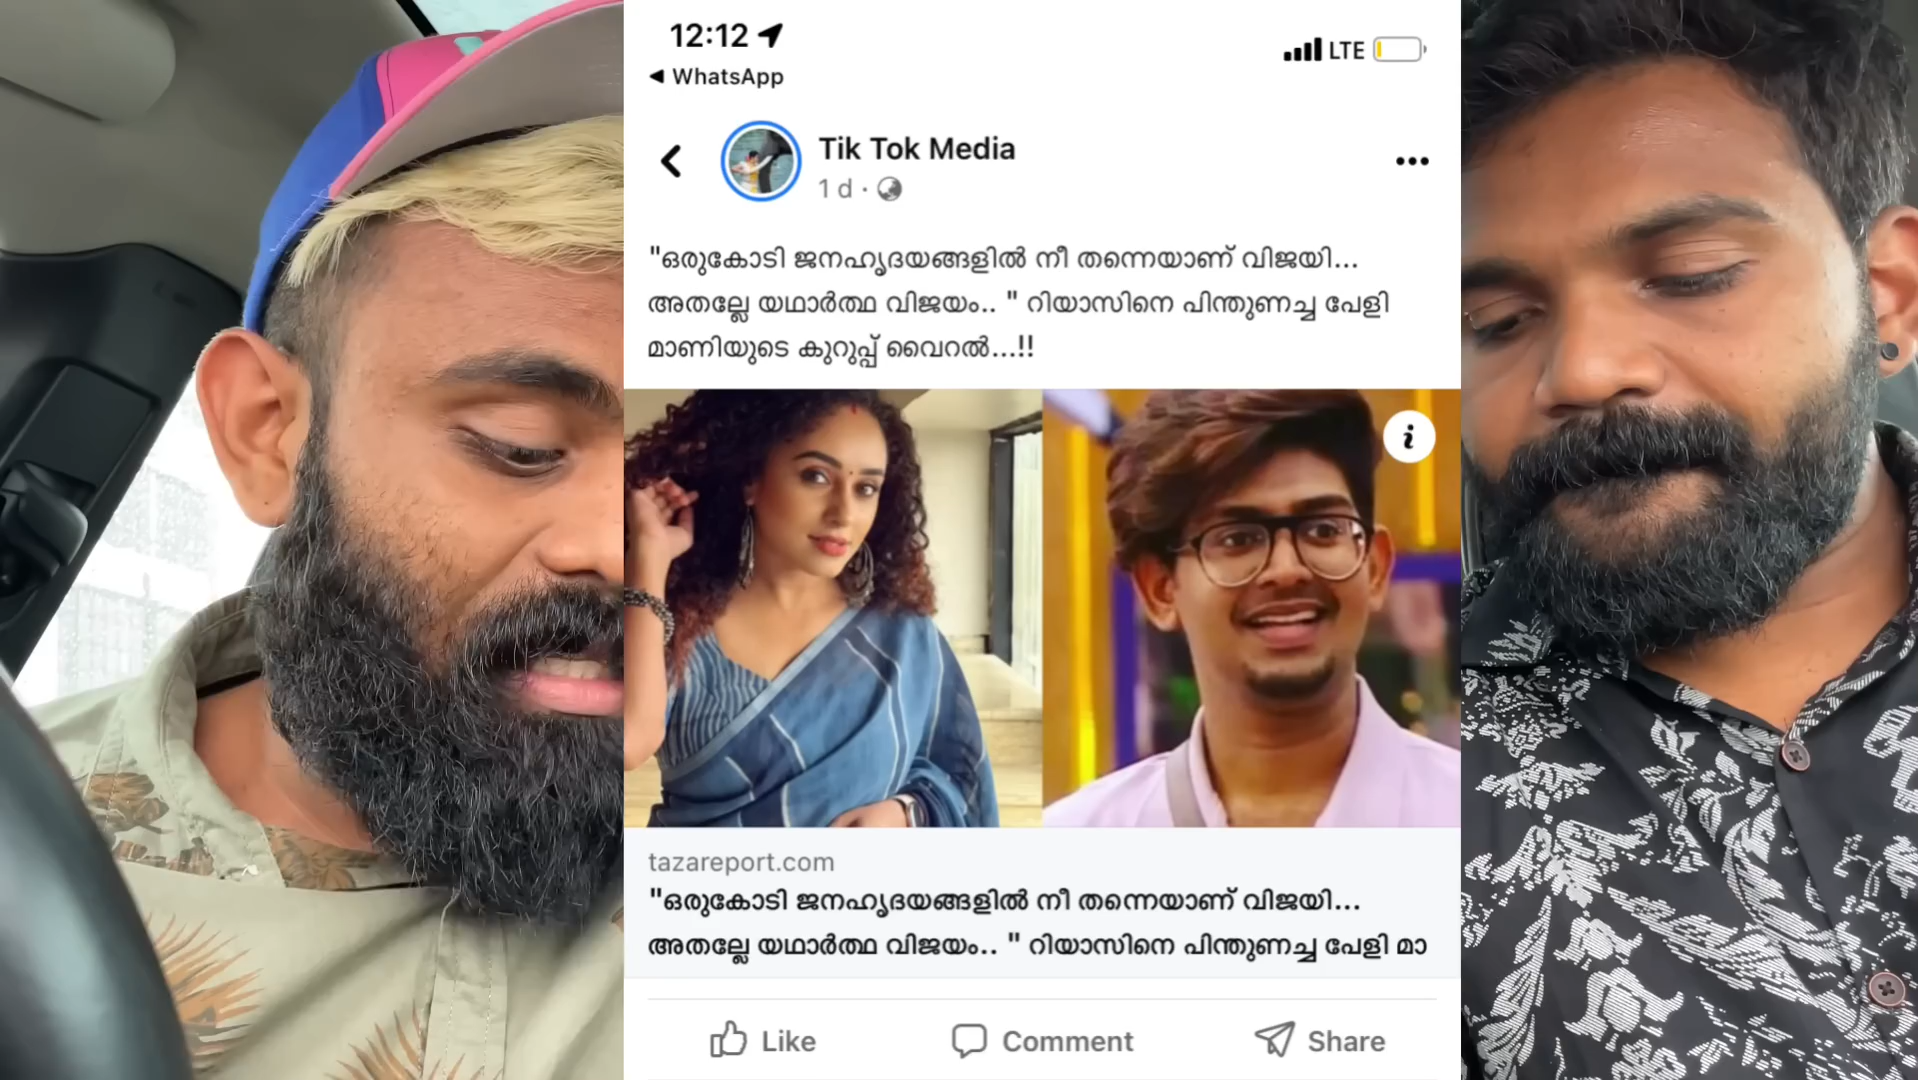 12:12
LTE
WhatsApp
Tik Tok Media
1 d ·
"ഒരുകോടി ജനഹൃദയങ്ങളിൽ നീ തന്നെയാണ് വിജയി...
അതല്ലേ യഥാർത്ഥ വിജയം.. " റിയാസിനെ പിന്തുണച്ച പേളി
മാണിയുടെ കുറുപ്പ് വൈറൽ...!!
tazareport.com
"ഒരുകോടി ജനഹൃദയങ്ങളിൽ നീ തന്നെയാണ് വിജയി...
അതല്ലേ യഥാർത്ഥ വിജയം.. " റിയാസിനെ പിന്തുണച്ച പേളി മാ
Like
Comment
Share